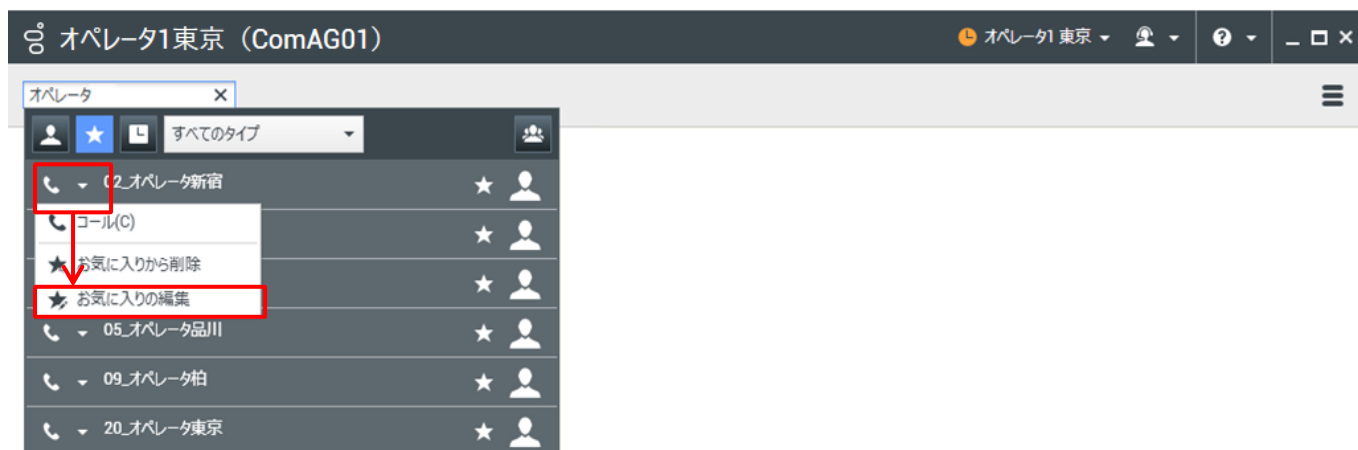 オペレータ1東京（ComAG01）
オペレータ1 東京
オペレータ
すべてのタイプ
02_オペレータ新宿
コール(C)
お気に入りから削除
お気に入りの編集
05_オペレータ品川
09_オペレータ柏
20_オペレータ東京